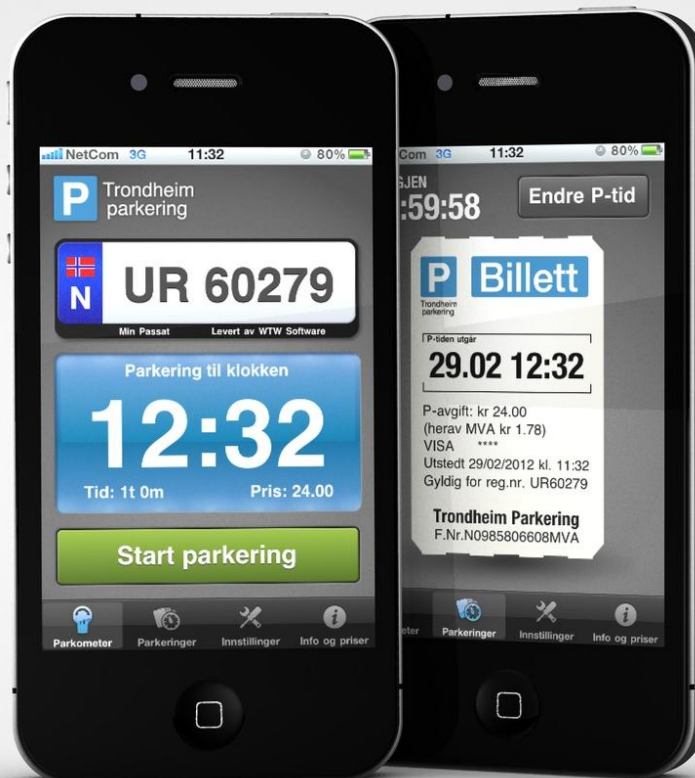 NetCom 3G 11:32 80%
P Trondheim
parkering
N
UR 60279
Min Passat Levert av WTW Software
Parkering til klokken
12:32
Tid: 1t 0m Pris: 24.00
Start parkering
Parkometer Parkeringer Innstillinger Info og priser
Com 3G 11:32 80%
JEN
:59:58
Endre P-tid
P Billett
Trondheim
parkering
P-tiden utgår
29.02 12:32
P-avgift: kr 24.00
(herav MVA kr 1.78)
VISA ****
Utstedt 29/02/2012 kl. 11:32
Gyldig for reg.nr. UR60279
Trondheim Parkering
F.Nr.N0985806608MVA
eter Parkeringer Innstillinger Info og priser